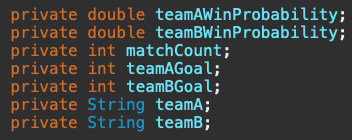 private double teamAWinProbability;
private double teamBWinProbability;
private int matchCount;
private int teamAGoal;
private int teamBGoal;
private String teamA;
private String teamB;